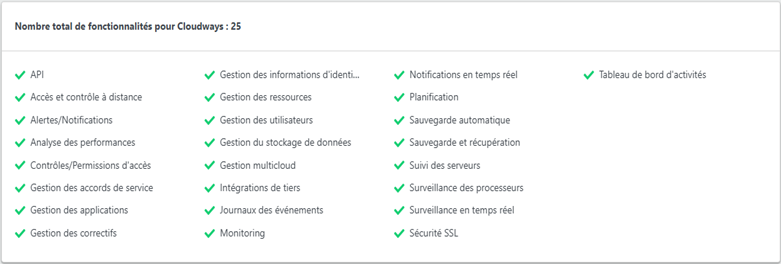 Nombre total de fonctionnalités pour Cloudways : 25
API
Accès et contrôle à distance
Alertes/Notifications
Analyse des performances
Contrôles/Permissions d'accès
Gestion des accords de service
Gestion des applications
Gestion des correctifs
Gestion des informations d'identi...
Gestion des ressources
Gestion des utilisateurs
Gestion du stockage de données
Gestion multicloud
Intégrations de tiers
Journaux des événements
Monitoring
Notifications en temps réel
Planification
Sauvegarde automatique
Sauvegarde et récupération
Suivi des serveurs
Surveillance des processeurs
Surveillance en temps réel
Sécurité SSL
Tableau de bord d'activités